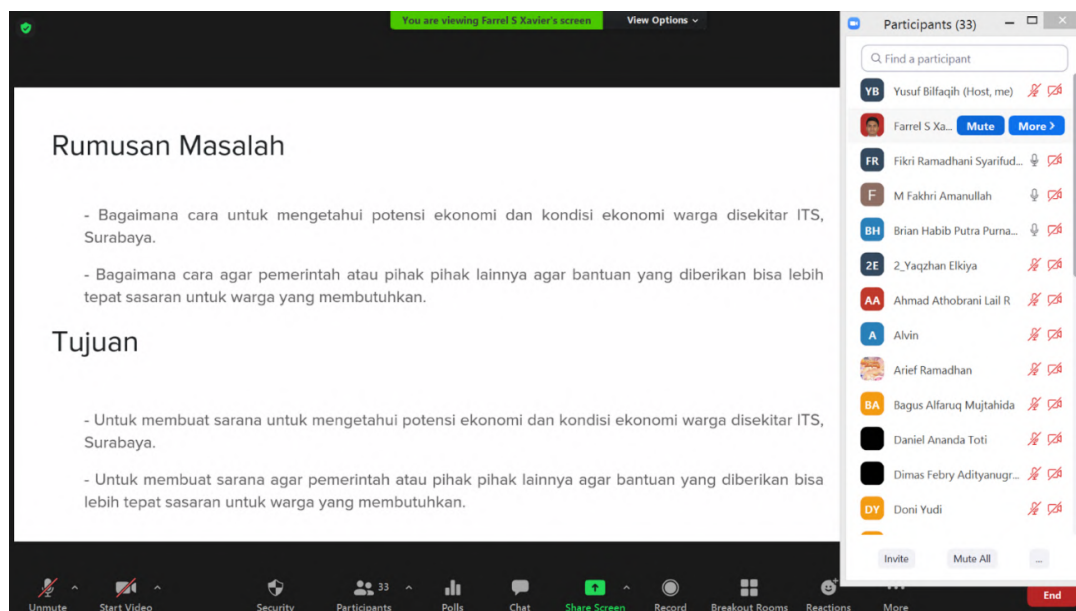 You are viewing Farrel S Xavier's screen
View Options
Rumusan Masalah
- Bagaimana cara untuk mengetahui potensi ekonomi dan kondisi ekonomi warga disekitar ITS,
Surabaya.
- Bagaimana cara agar pemerintah atau pihak pihak lainnya agar bantuan yang diberikan bisa lebih
tepat sasaran untuk warga yang membutuhkan.
Tujuan
- Untuk membuat sarana untuk mengetahui potensi ekonomi dan kondisi ekonomi warga disekitar ITS,
Surabaya.
- Untuk membuat sarana agar pemerintah atau pihak pihak lainnya agar bantuan yang diberikan bisa
lebih tepat sasaran untuk warga yang membutuhkan.
Participants (33)
Find a participant
YB Yusuf Bilfaqih (Host, me)
Farrel S Xa... Mute More >
FR Fikri Ramadhani Syarifud...
F M Fakhri Amanullah
BH Brian Habib Putra Purna...
2E 2_Yaqzhan Elkiya
AA Ahmad Athobrani Lail R
A Alvin
Arief Ramadhan
BA Bagus Alfaruq Mujtahida
Daniel Ananda Toti
Dimas Febry Adityanugr...
DY Doni Yudi
Invite Mute All ...
Unmute Start Video Security Participants 33 Polls Chat Share Screen Record Breakout Rooms Reactions More End